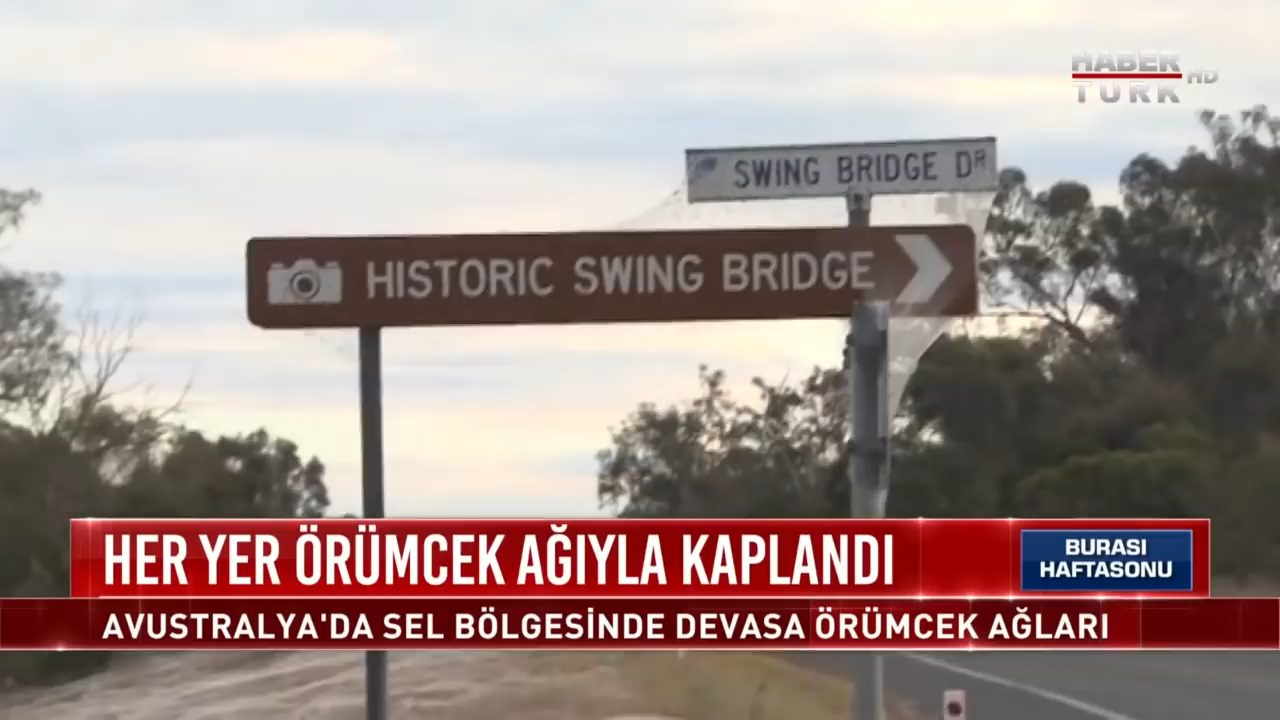 HABER
TURK HD
SWING BRIDGE DR
HISTORIC SWING BRIDGE
HER YER ÖRÜMCEK AĞIYLA KAPLANDI
BURASI
HAFTASONU
AVUSTRALYA'DA SEL BÖLGESİNDE DEVASA ÖRÜMCEK AĞLARI